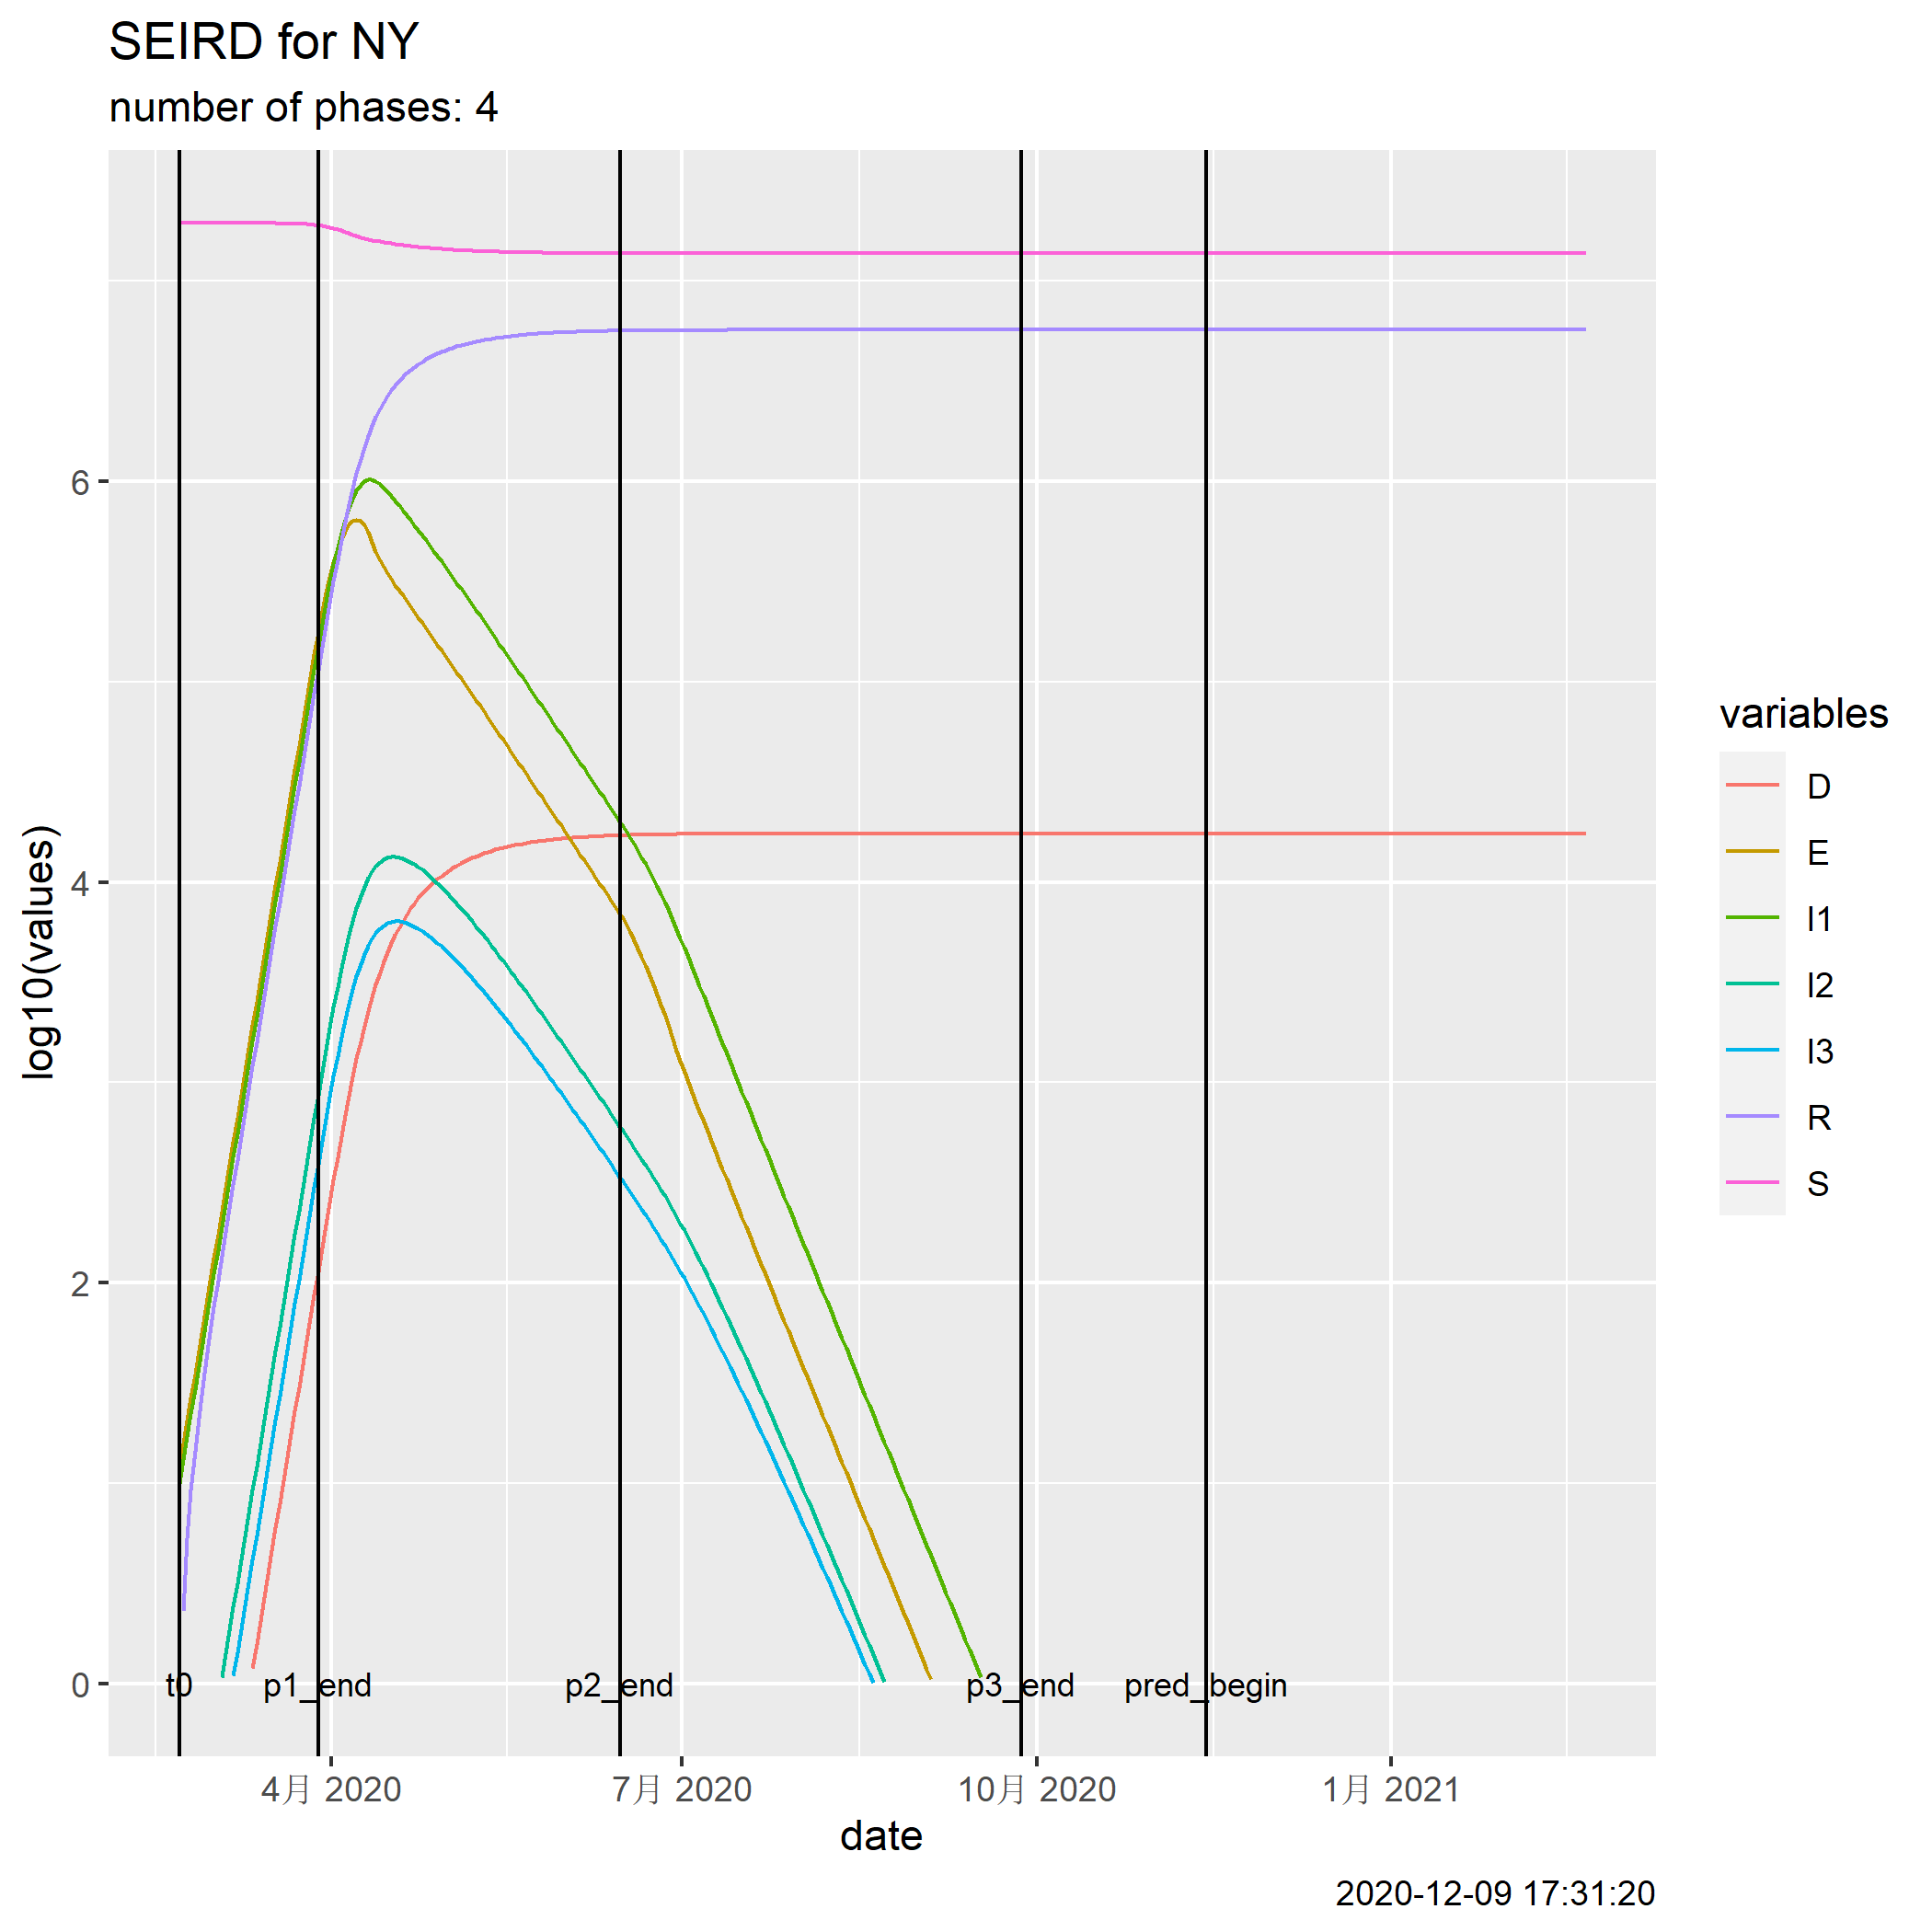 SEIRD for NY
number of phases: 4
log10(values)
6
4
2
0
t0
p1_end
p2_end
p3_end
pred_begin
4月 2020
7月 2020
10月 2020
1月 2021
date
variables
D
E
I1
I2
I3
R
S
2020-12-09 17:31:20